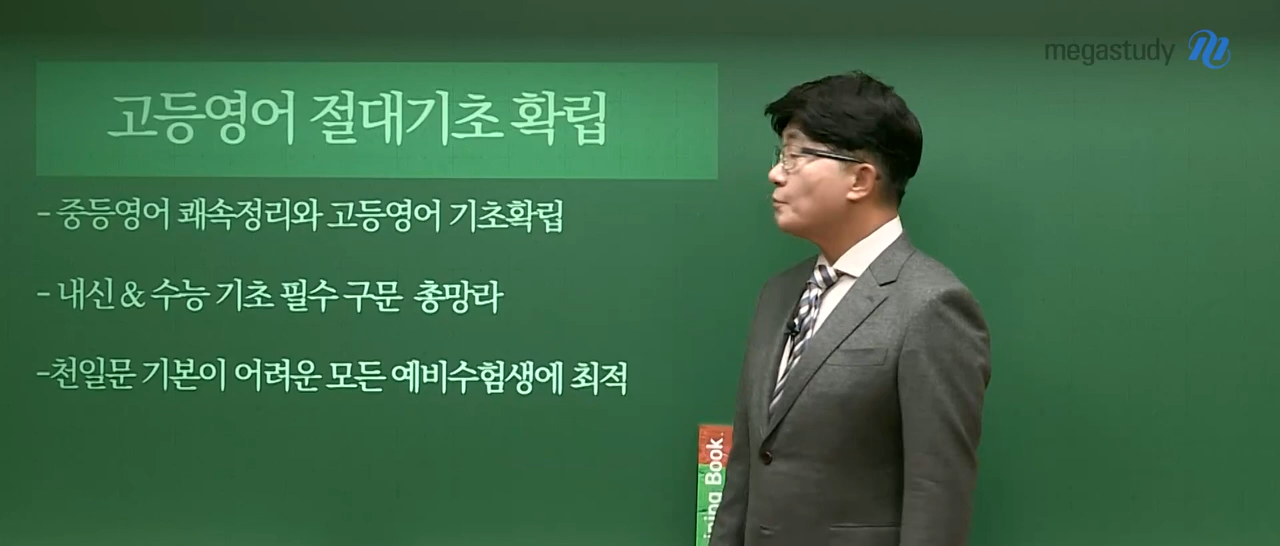 megastudy
고등영어 절대기초 확립
- 중등영어 쾌속정리와 고등영어 기초확립
- 내신 & 수능 기초 필수 구문 총망라
-천일문 기본이 어려운 모든 예비수험생에 최적
Book.